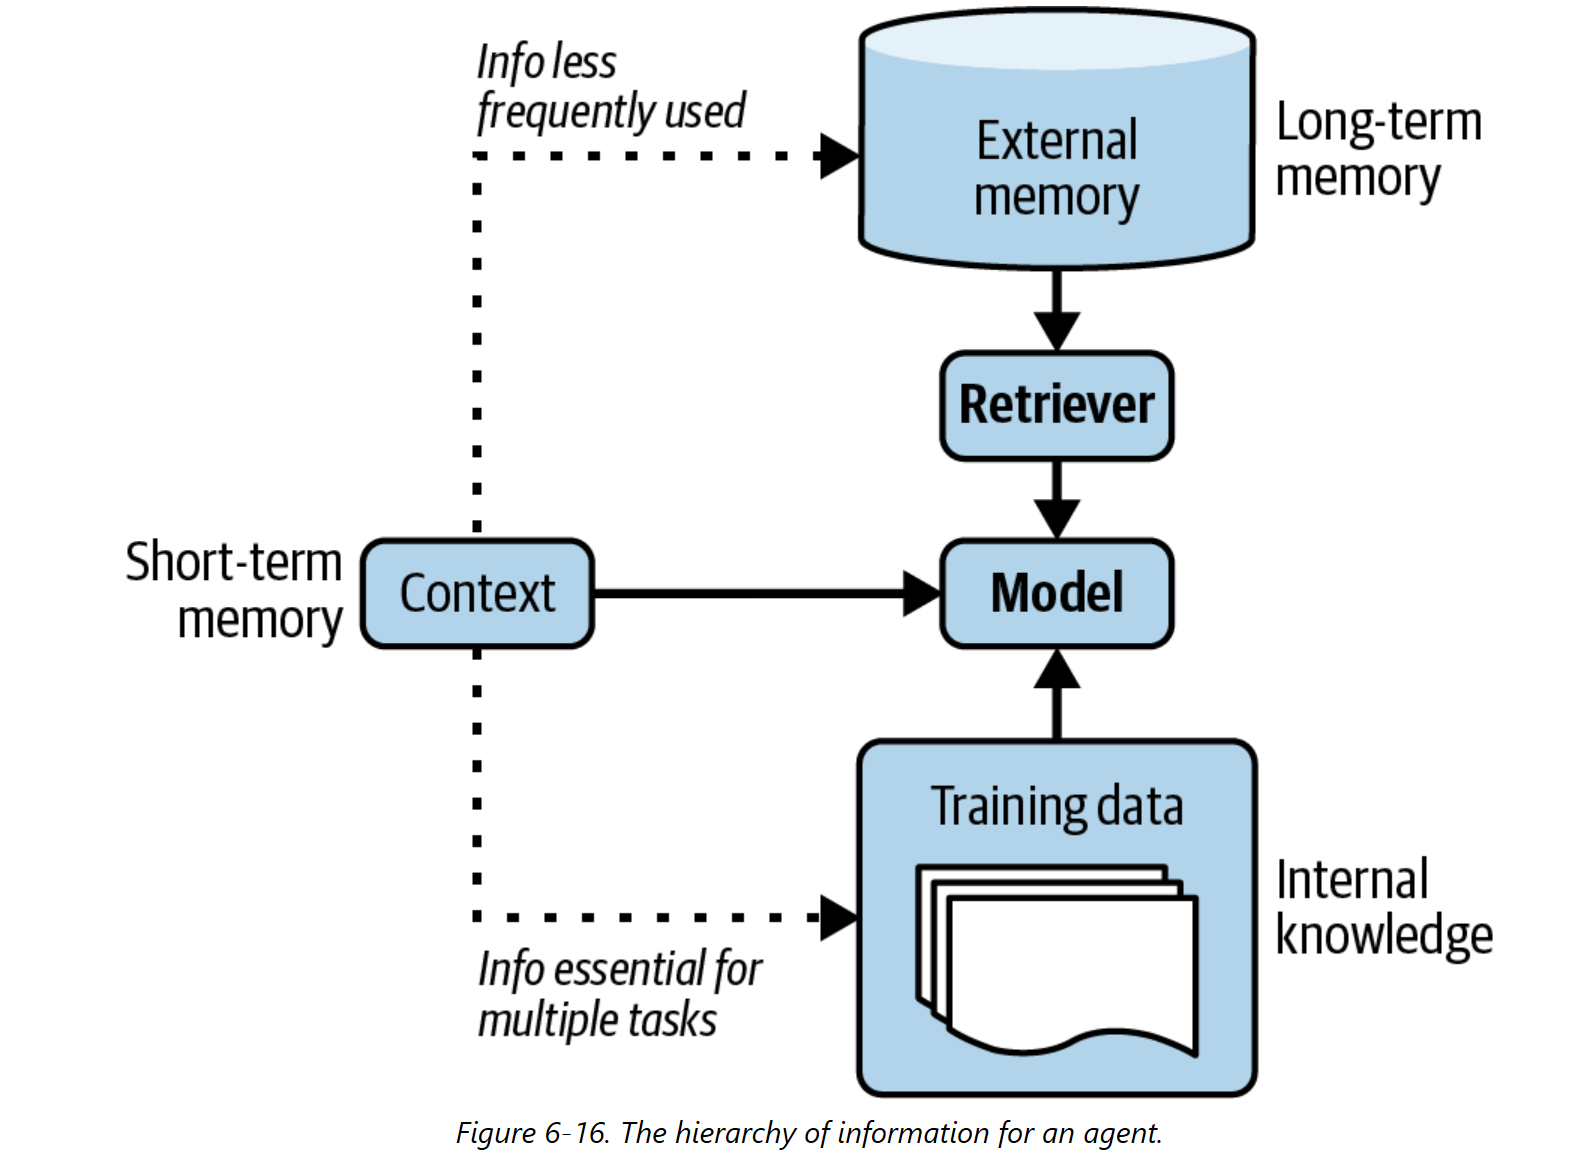 Info less
frequently used
External
memory
Long-term
memory
Retriever
Short-term
memory
Context
Model
Training data
Internal
knowledge
Info essential for
multiple tasks
Figure 6-16. The hierarchy of information for an agent.